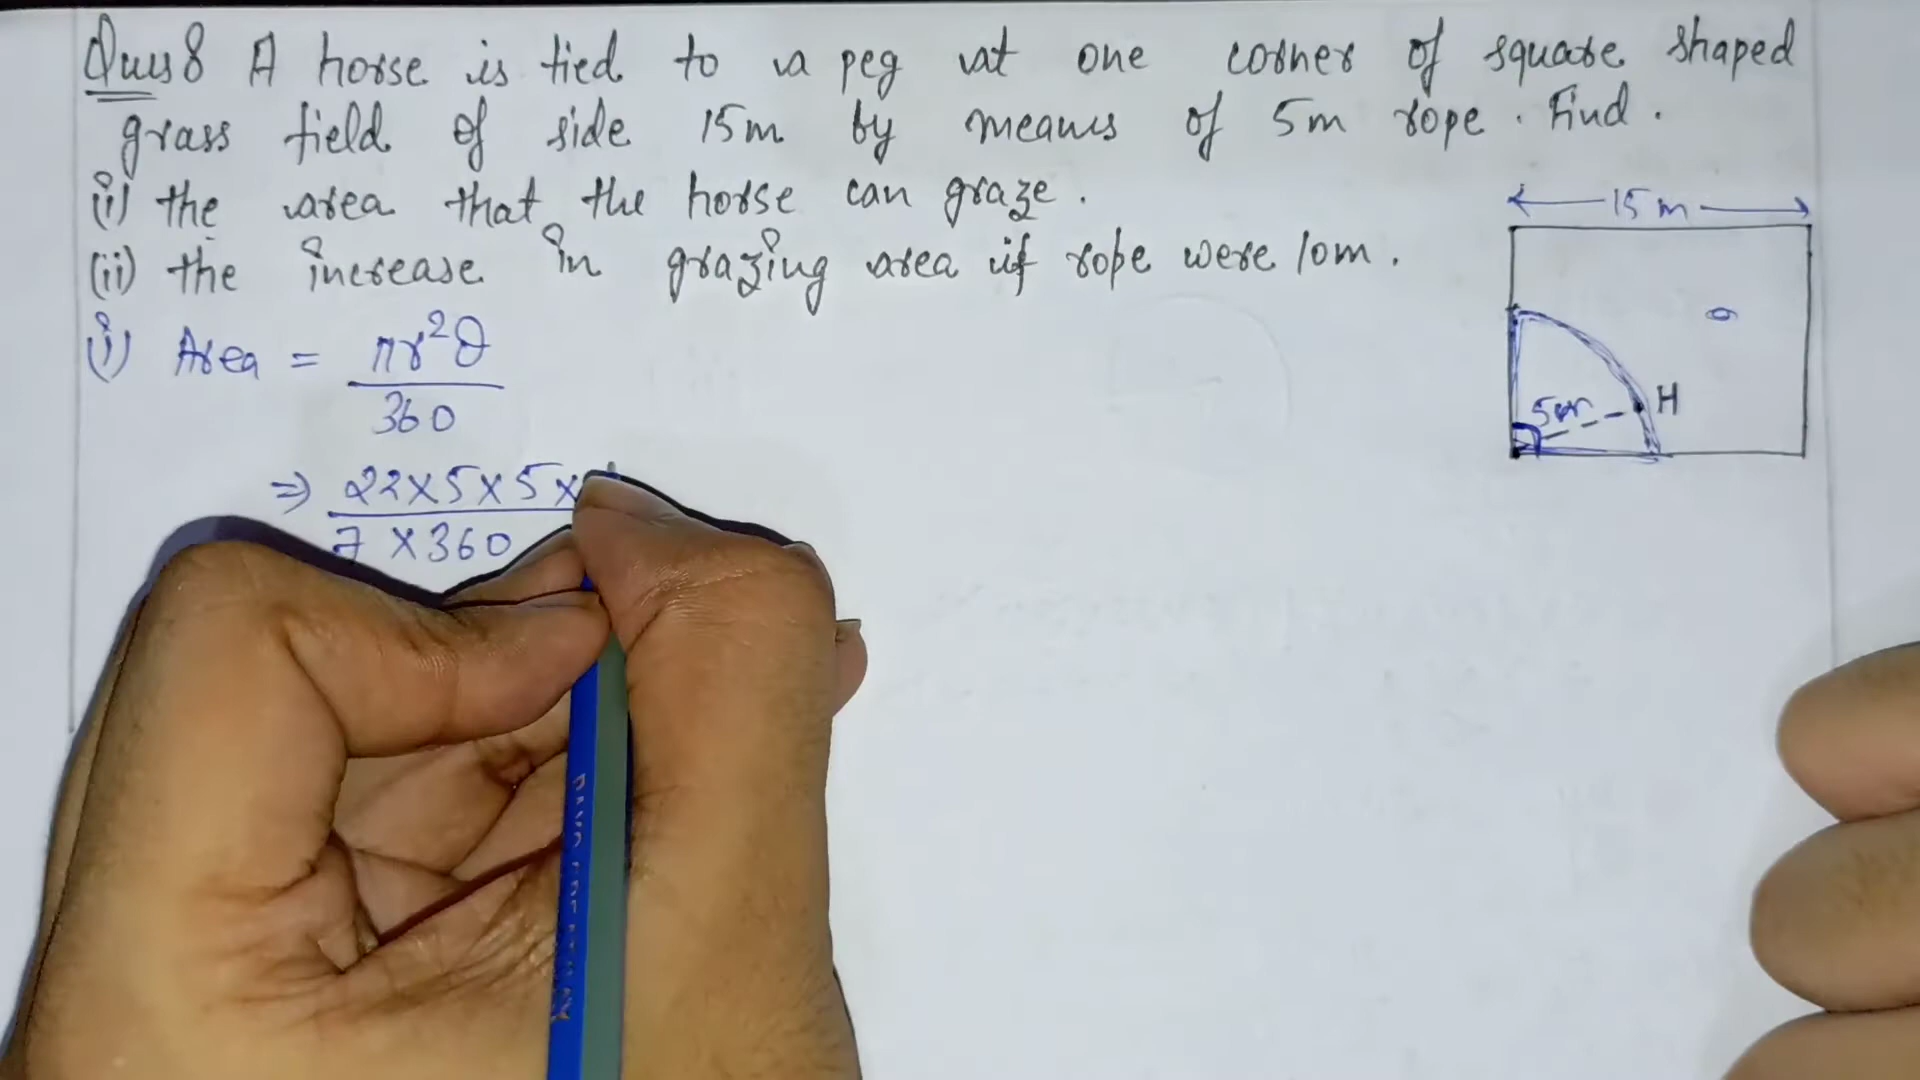 Ques 8 A horse is tied to a peg at one corner of square shaped
grass field of side 15m by means of 5m rope. Find.
(i) the area that the horse can graze.
(ii) the increase in grazing area if rope were 10m.
← 15 m →
5m
H
(i) Area = πr²θ
360
⇒ 22×5×5×
7 × 360